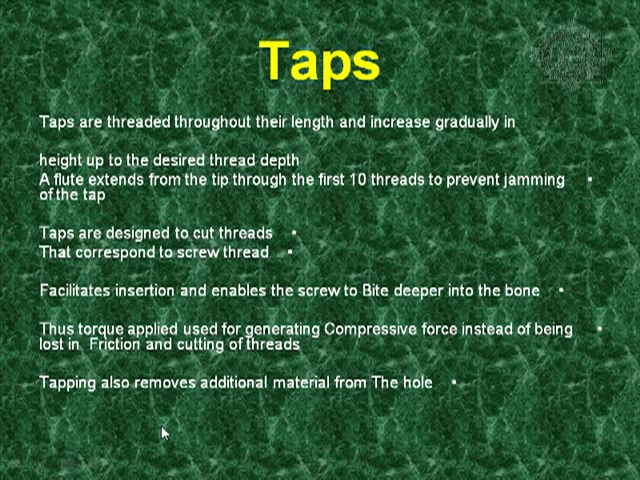 Taps
Taps are threaded throughout their length and increase gradually in
height up to the desired thread depth
A flute extends from the tip through the first 10 threads to prevent jamming •
of the tap
Taps are designed to cut threads •
That correspond to screw thread •
Facilitates insertion and enables the screw to Bite deeper into the bone •
Thus torque applied used for generating Compressive force instead of being •
lost in Friction and cutting of threads
Tapping also removes additional material from The hole •